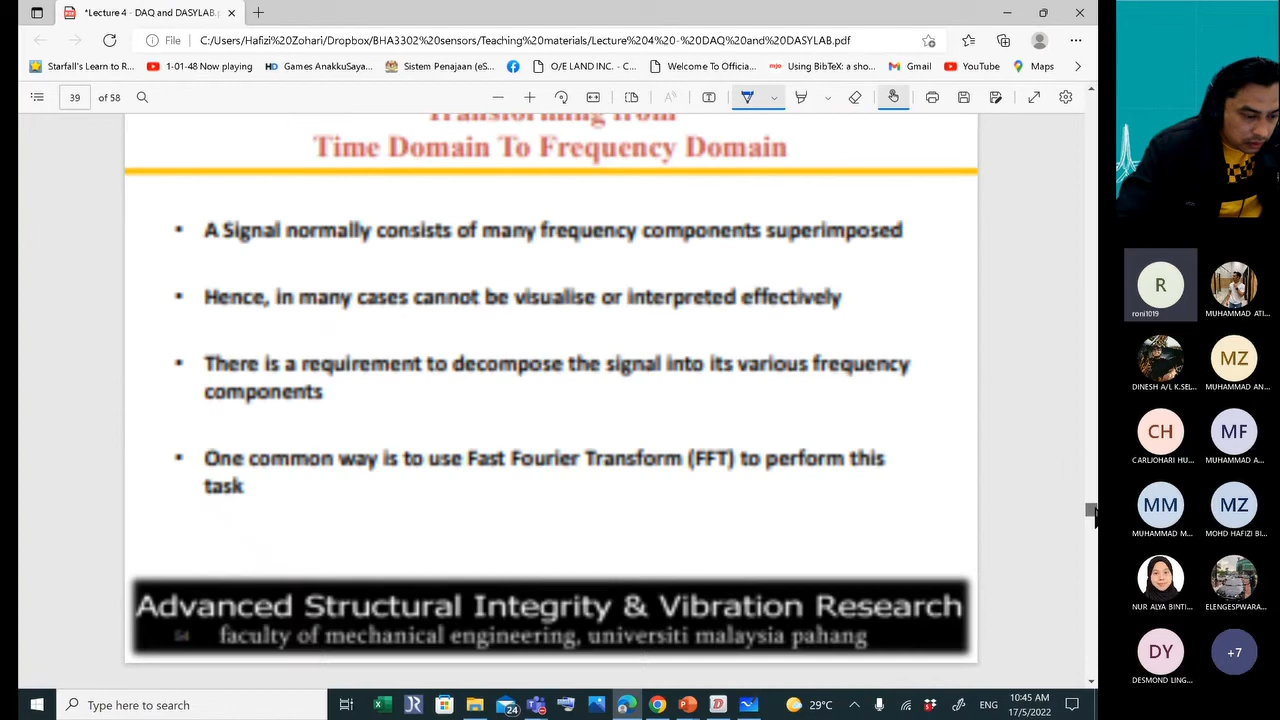 *Lecture 4 - DAQ and DASYLAB.p
File
C:/Users/Hafizi%20Zohari/Dropbox/BHA3302%20sensors/Teaching%20materials/Lecture%204%20-%20DAQ%20and%20DASYLAB.pdf
Starfall's Learn to R...
1-01-48 Now playing
HD Games AnakkuSaya...
Sistem Penajaan (eS...
O/E LAND INC. - C...
Welcome To Officia...
mjo Using BibTeX: a sho...
Gmail
YouTube
Maps
39 of 58
Transforming from
Time Domain To Frequency Domain
• A Signal normally consists of many frequency components superimposed
• Hence, in many cases cannot be visualise or interpreted effectively
• There is a requirement to decompose the signal into its various frequency
components
• One common way is to use Fast Fourier Transform (FFT) to perform this
task
Advanced Structural Integrity & Vibration Research
faculty of mechanical engineering, universiti malaysia pahang
R
roni1019
MUHAMMAD ATI...
DINESH A/L K.SEL...
MZ
MUHAMMAD AN...
CH
CARLJOHARI HU...
MF
MUHAMMAD A...
MM
MUHAMMAD M...
MZ
MOHD HAFIZI BI...
NUR ALYA BINTI...
ELENGESPWARA...
DY
DESMOND LING...
+7
Type here to search
24
29°C
ENG
10:45 AM
17/5/2022